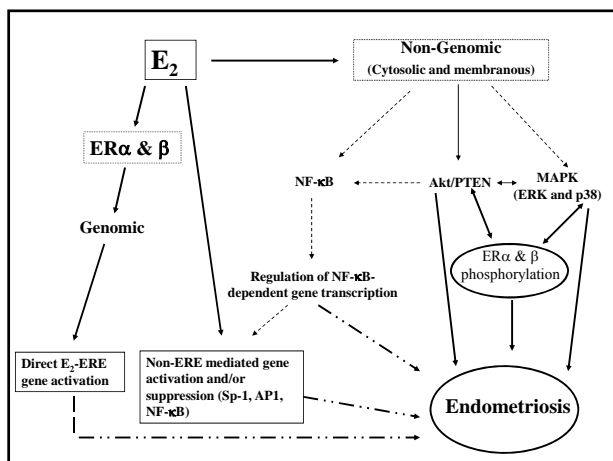 E₂
Non-Genomic
(Cytosolic and membranous)
ERα & β
Genomic
NF-κB
Akt/PTEN
MAPK
(ERK and p38)
ERα & β
phosphorylation
Regulation of NF-κB-
dependent gene transcription
Direct E₂-ERE
gene activation
Non-ERE mediated gene
activation and/or
suppression (Sp-1, AP1,
NF-κB)
Endometriosis